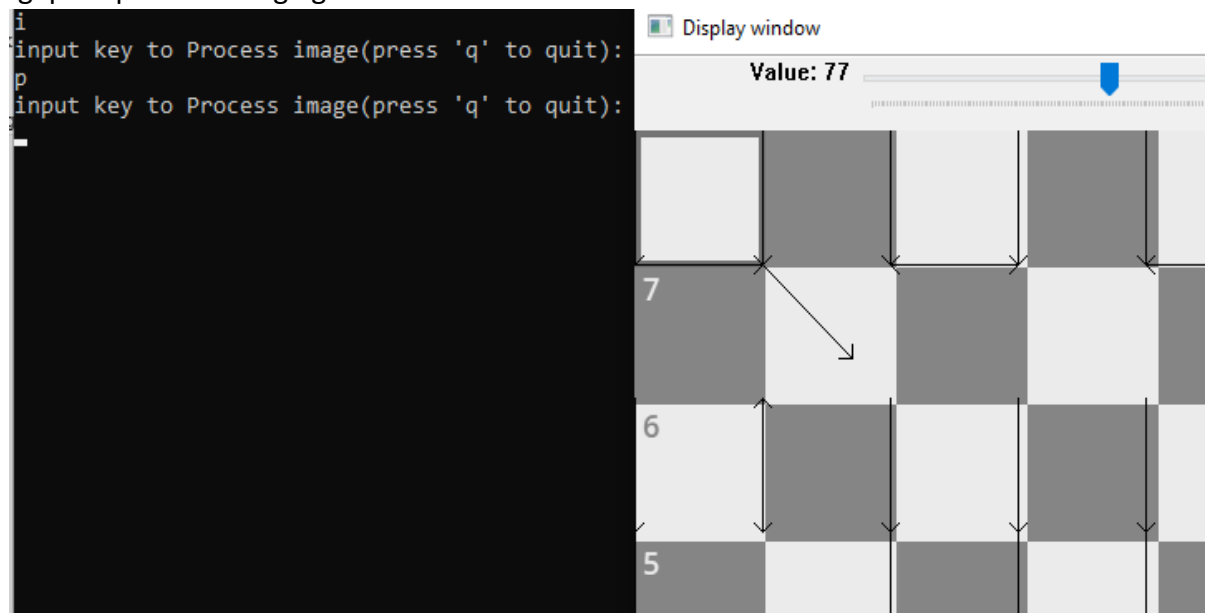 i
input key to Process image(press 'q' to quit):
p
input key to Process image(press 'q' to quit):
Display window
Value: 77
7
6
5